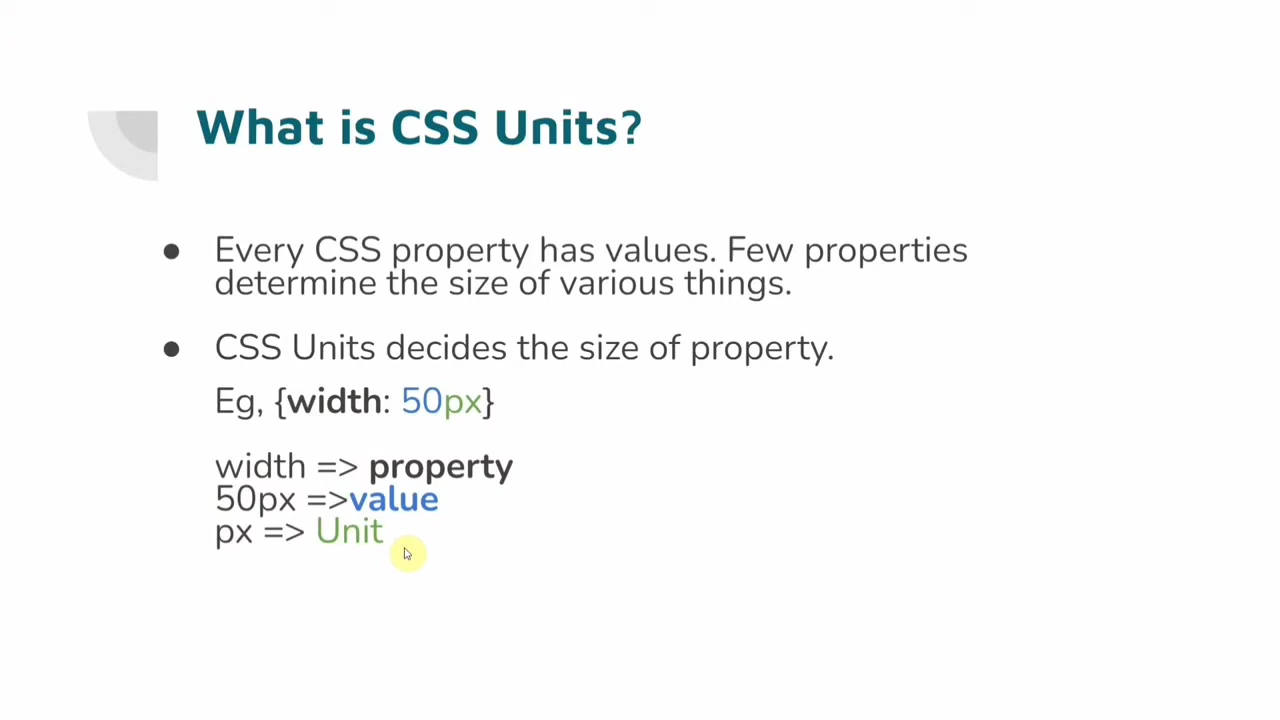 What is CSS Units?
● Every CSS property has values. Few properties
determine the size of various things.
● CSS Units decides the size of property.
Eg, {width: 50px}
width => property
50px =>value
px => Unit